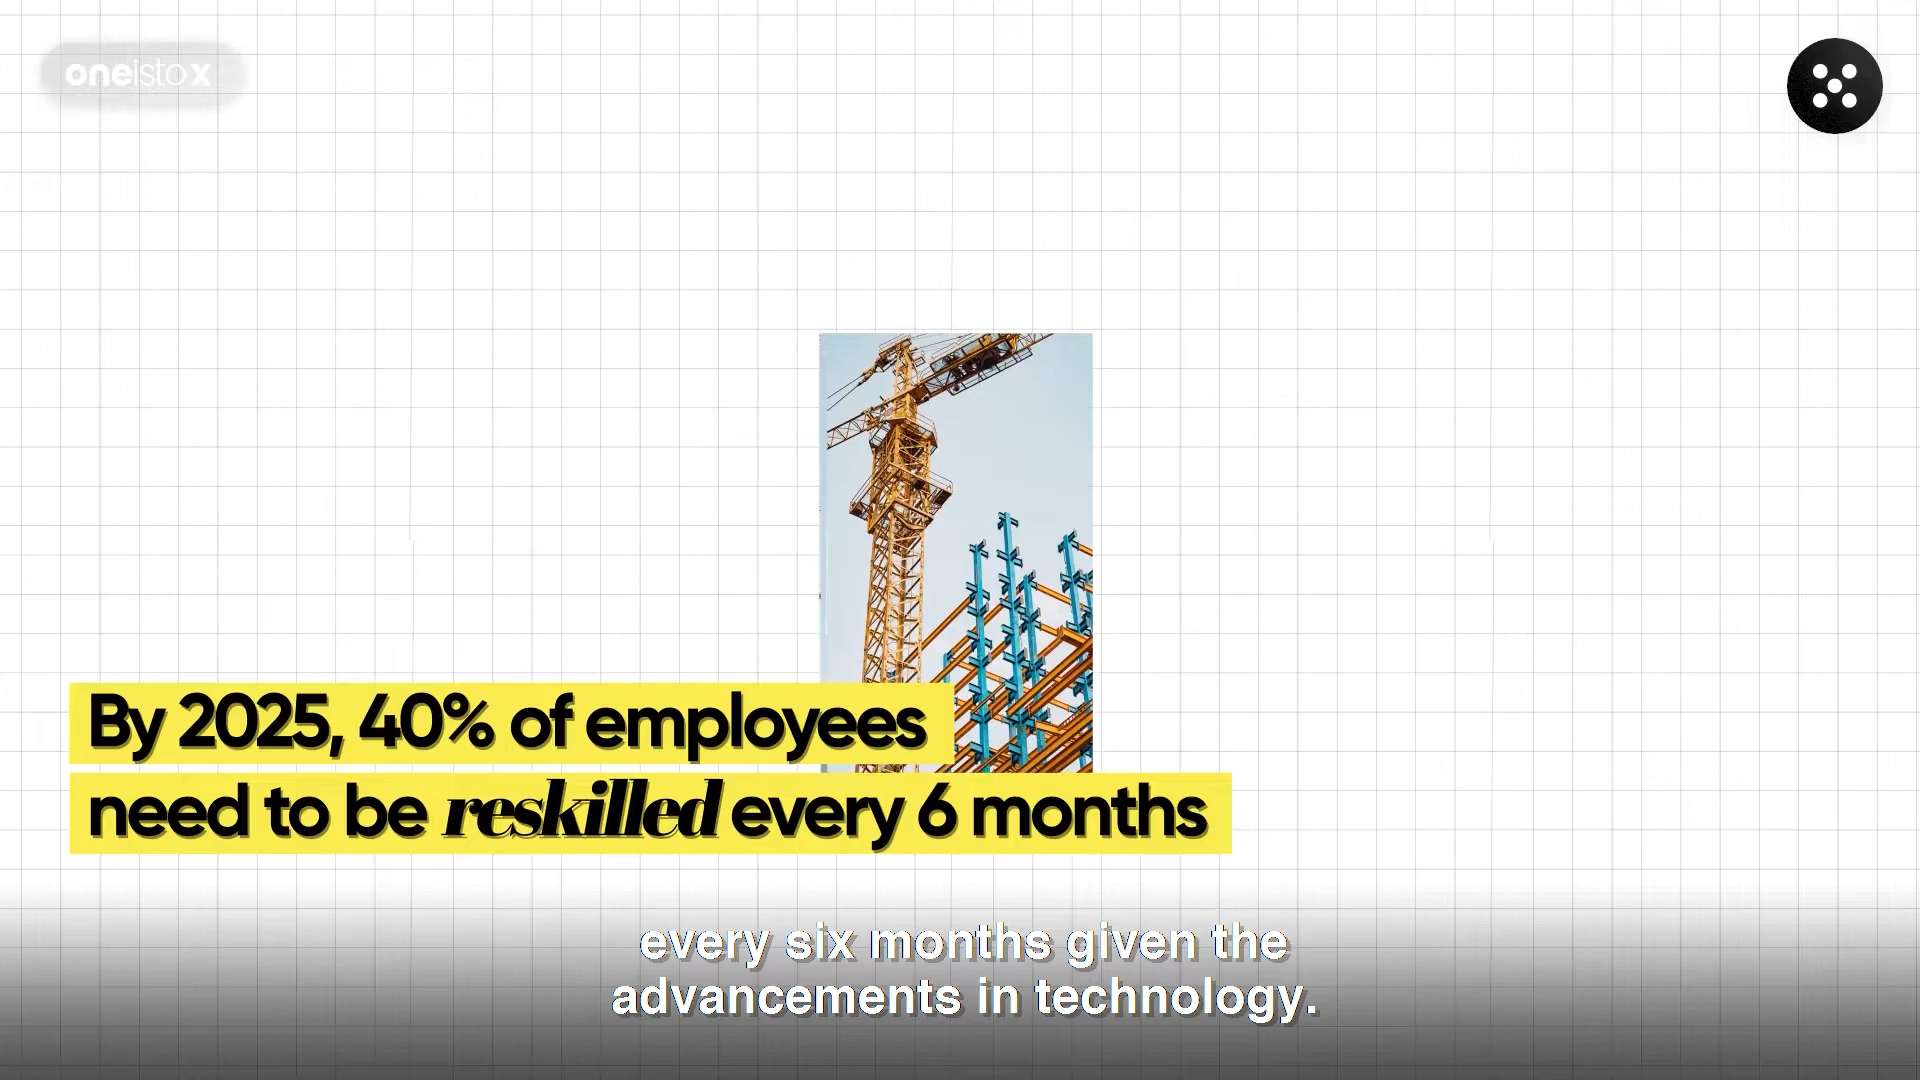 oneistox
By 2025, 40% of employees
need to be reskilled every 6 months
every six months given the
advancements in technology.